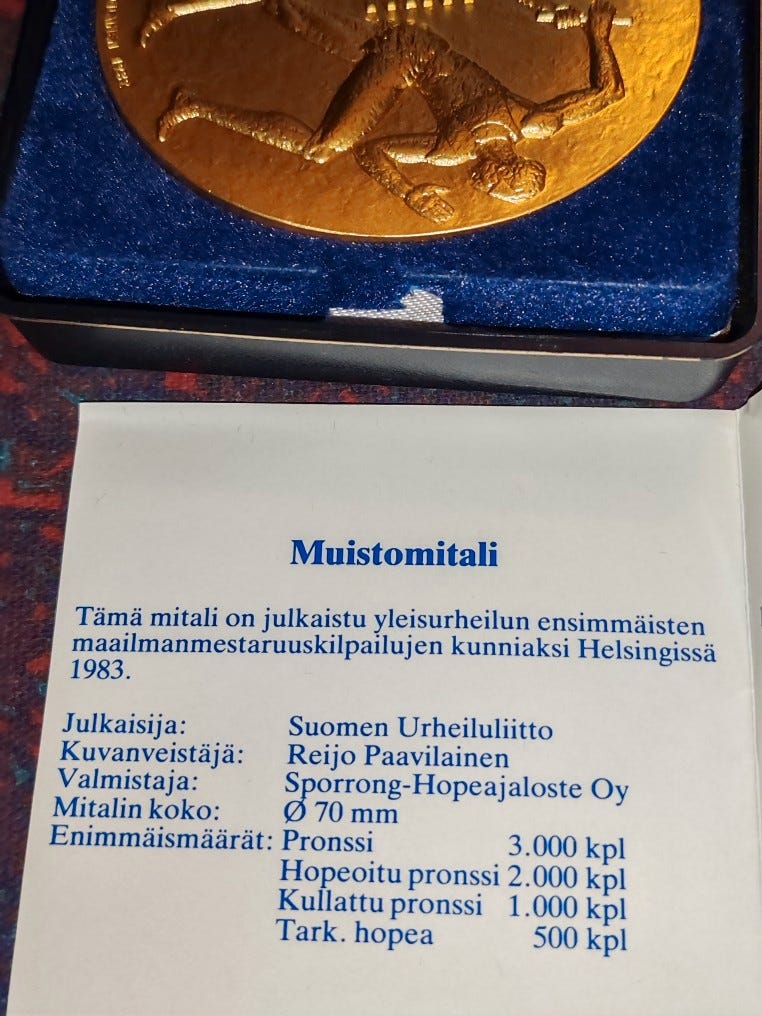 Muistomitali
Tämä mitali on julkaistu yleisurheilun ensimmäisten
maailmanmestaruuskilpailujen kunniaksi Helsingissä
1983.
Julkaisija: Suomen Urheiluliitto
Kuvanveistäjä: Reijo Paavilainen
Valmistaja: Sporrong-Hopeajaloste Oy
Mitalin koko: Ø 70 mm
Enimmäismäärät: Pronssi 3.000 kpl
Hopeoitu pronssi 2.000 kpl
Kullattu pronssi 1.000 kpl
Tark. hopea 500 kpl